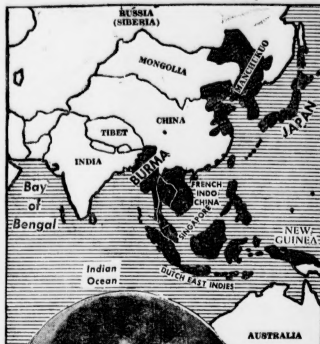 RUSSIA
(SIBERIA)
MONGOLIA
MANCHUKUO
JAPAN
TIBET
CHINA
INDIA
BURMA
Bay
of
Bengal
FRENCH
INDO
CHINA
SINGAPORE
NEW
GUINEA
Indian
Ocean
DUTCH EAST INDIES
AUSTRALIA